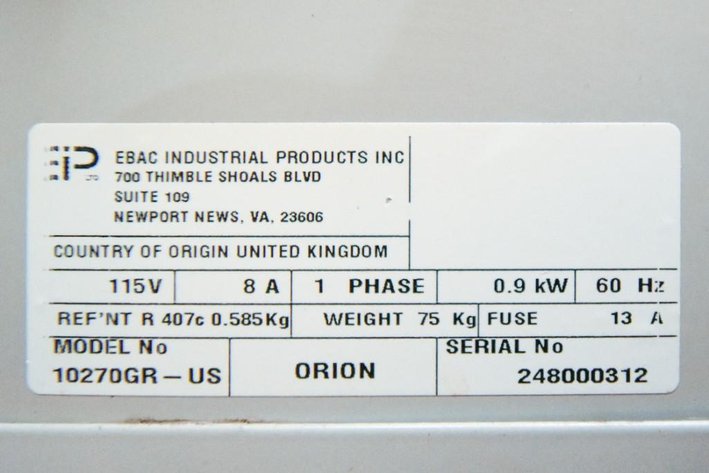 EIP LTD
EBAC INDUSTRIAL PRODUCTS INC
700 THIMBLE SHOALS BLVD
SUITE 109
NEWPORT NEWS, VA, 23606
COUNTRY OF ORIGIN UNITED KINGDOM
115V 8 A 1 PHASE 0.9 kW 60 Hz
REF'NT R 407c 0.585Kg WEIGHT 75 Kg FUSE 13 A
MODEL No SERIAL No
10270GR - US ORION 248000312